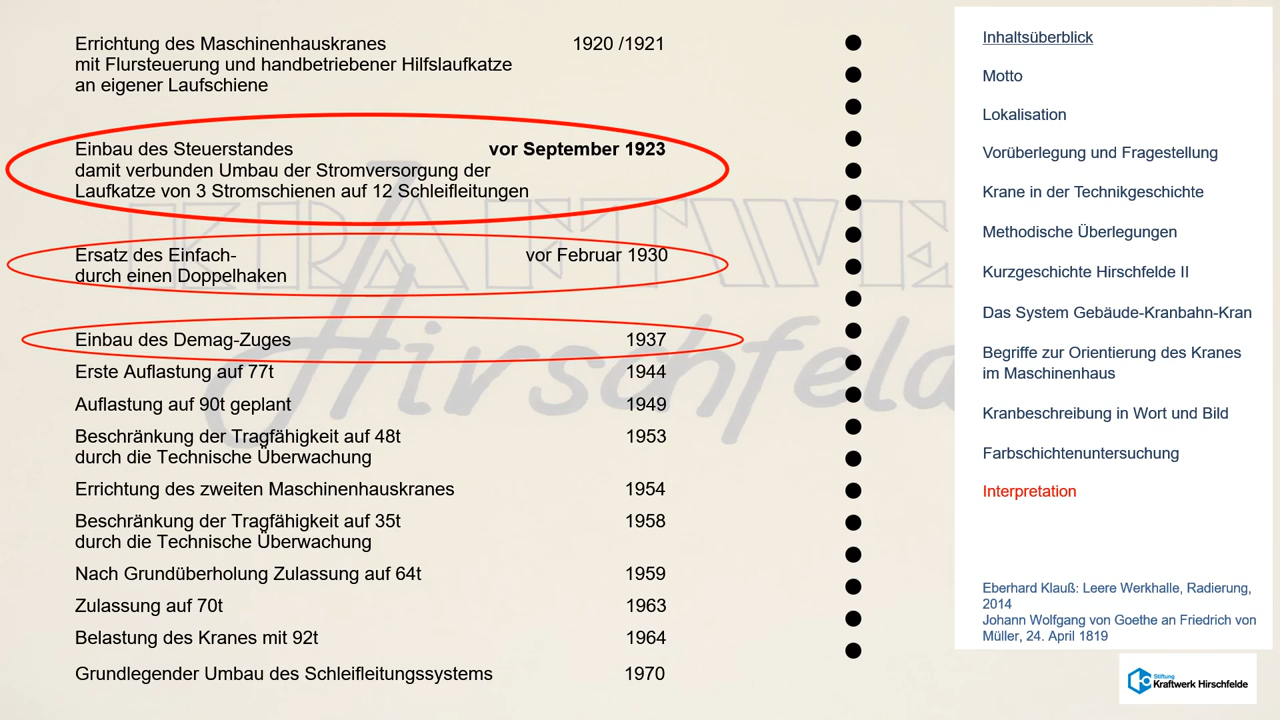 Errichtung des Maschinenhauskranes 1920 /1921
mit Flursteuerung und handbetriebener Hilfslaufkatze
an eigener Laufschiene
Einbau des Steuerstandes vor September 1923
damit verbunden Umbau der Stromversorgung der
Laufkatze von 3 Stromschienen auf 12 Schleifleitungen
Ersatz des Einfach- vor Februar 1930
durch einen Doppelhaken
Einbau des Demag-Zuges 1937
Erste Auflastung auf 77t 1944
Auflastung auf 90t geplant 1949
Beschränkung der Tragfähigkeit auf 48t 1953
durch die Technische Überwachung
Errichtung des zweiten Maschinenhauskranes 1954
Beschränkung der Tragfähigkeit auf 35t 1958
durch die Technische Überwachung
Nach Grundüberholung Zulassung auf 64t 1959
Zulassung auf 70t 1963
Belastung des Kranes mit 92t 1964
Grundlegender Umbau des Schleifleitungssystems 1970
KRAFTWE
Hirschfeld
Inhaltsüberblick
Motto
Lokalisation
Vorüberlegung und Fragestellung
Krane in der Technikgeschichte
Methodische Überlegungen
Kurzgeschichte Hirschfelde II
Das System Gebäude-Kranbahn-Kran
Begriffe zur Orientierung des Kranes
im Maschinenhaus
Kranbeschreibung in Wort und Bild
Farbschichtenuntersuchung
Interpretation
Eberhard Klauß: Leere Werkhalle, Radierung,
2014
Johann Wolfgang von Goethe an Friedrich von
Müller, 24. April 1819
Stiftung
Kraftwerk Hirschfelde